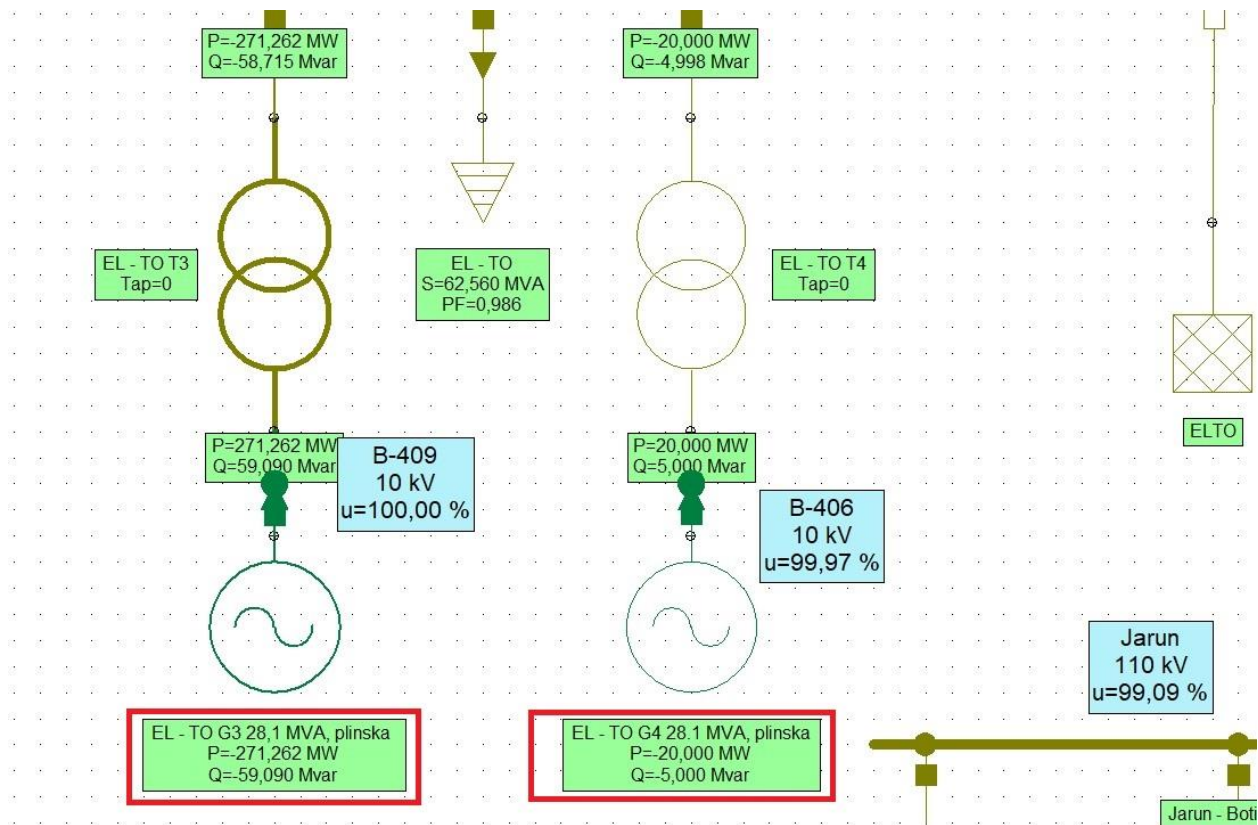 P=-271,262 MW
Q=-58,715 Mvar
P=-20,000 MW
Q=-4,998 Mvar
EL - TO T3
Tap=0
EL - TO
S=62,560 MVA
PF=0,986
EL - TO T4
Tap=0
ELTO
P=271,262 MW
Q=59,090 Mvar
B-409
10 kV
u=100,00 %
P=20,000 MW
Q=5,000 Mvar
B-406
10 kV
u=99,97 %
Jarun
110 kV
u=99,09 %
EL - TO G3 28,1 MVA, plinska
P=-271,262 MW
Q=-59,090 Mvar
EL - TO G4 28.1 MVA, plinska
P=-20,000 MW
Q=-5,000 Mvar
Jarun - Boti